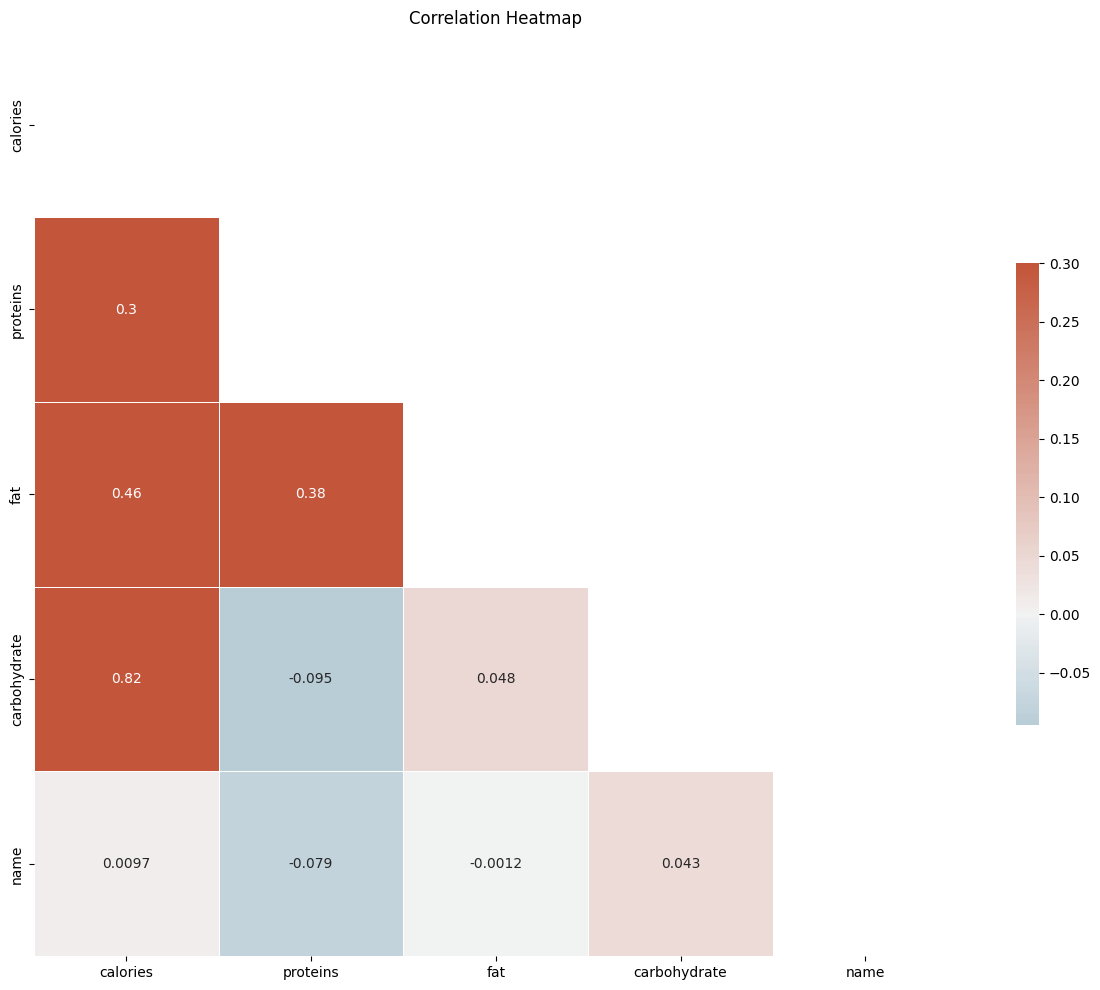 Correlation Heatmap
calories
proteins
0.3
fat
0.46 0.38
carbohydrate
0.82 -0.095 0.048
name
0.0097 -0.079 -0.0012 0.043
calories proteins fat carbohydrate name
0.30
0.25
0.20
0.15
0.10
0.05
0.00
−0.05